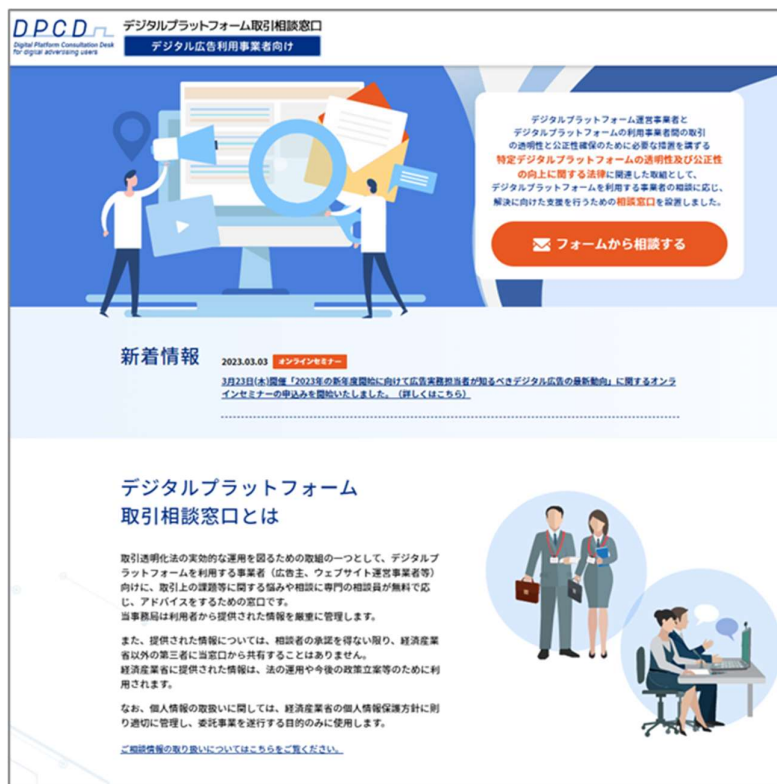 DPCD
Digital Platform Consultation Desk
for digital advertising users
デジタルプラットフォーム取引相談窓口
デジタル広告利用事業者向け
デジタルプラットフォーム運営事業者と
デジタルプラットフォームの利用事業者間の取引
の透明性と公正性確保のために必要な措置を講ずる
特定デジタルプラットフォームの透明性及び公正性
の向上に関する法律に関連した取組として、
デジタルプラットフォームを利用する事業者の相談に応じ、
解決に向けた支援を行うための相談窓口を設置しました。
フォームから相談する
新着情報
2023.03.03 オンラインセミナー
3月23日(木)開催「2023年の新年度開始に向けて広告実務担当者が知るべきデジタル広告の最新動向」に関するオンラ
インセミナーの申込みを開始いたしました。（詳しくはこちら）
デジタルプラットフォーム
取引相談窓口とは
取引透明化法の実効的な運用を図るための取組の一つとして、デジタルプ
ラットフォームを利用する事業者（広告主、ウェブサイト運営事業者等）
向けに、取引上の課題等に関する悩みや相談に専門の相談員が無料で応
じ、アドバイスをするための窓口です。
当事務局は利用者から提供された情報を厳重に管理します。
また、提供された情報については、相談者の承諾を得ない限り、経済産業
省以外の第三者に当窓口から共有することはありません。
経済産業省に提供された情報は、法の運用や今後の政策立案等のために利
用されます。
なお、個人情報の取扱いに関しては、経済産業省の個人情報保護方針に則
り適切に管理し、委託事業を遂行する目的のみに使用します。
ご相談情報の取り扱いについてはこちらをご覧ください。